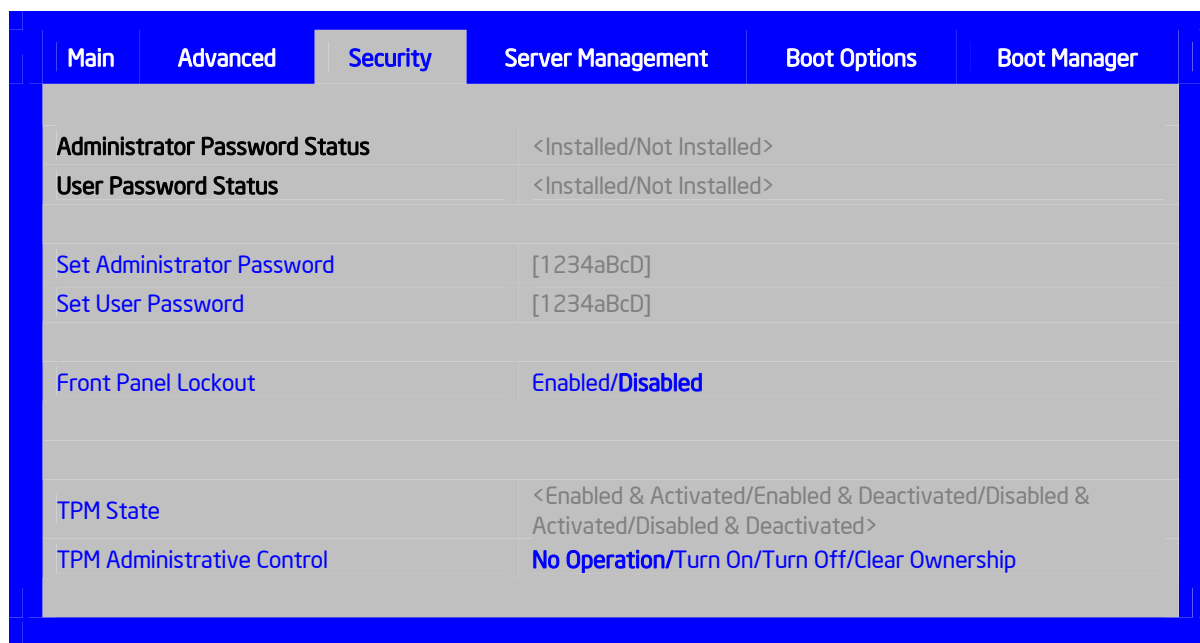 Main Advanced Security Server Management Boot Options Boot Manager
Administrator Password Status <Installed/Not Installed>
User Password Status <Installed/Not Installed>
Set Administrator Password [1234aBcD]
Set User Password [1234aBcD]
Front Panel Lockout Enabled/Disabled
TPM State <Enabled & Activated/Enabled & Deactivated/Disabled &
Activated/Disabled & Deactivated>
TPM Administrative Control No Operation/Turn On/Turn Off/Clear Ownership